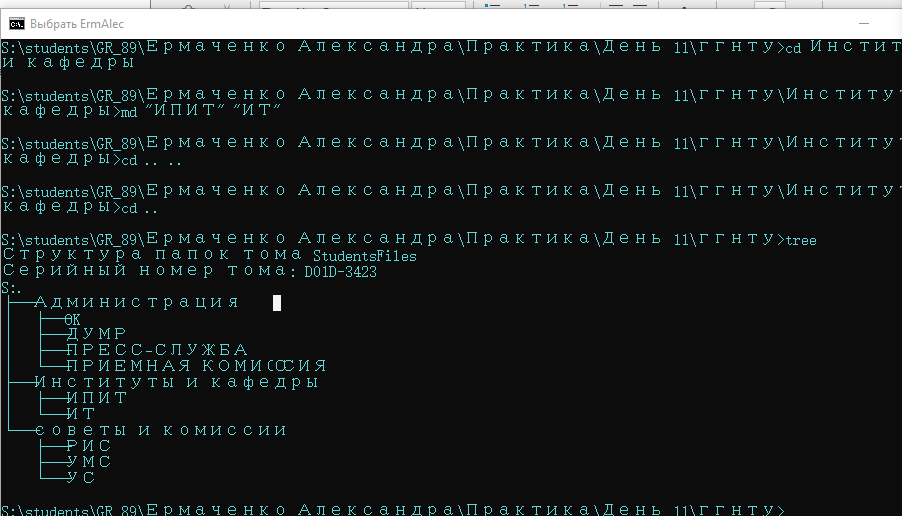 Выбрать ErmAlec
S:\students\GR_89\Ермаченко Александра\Практика\День 11\ггнту>cd Инстит
и кафедры
S:\students\GR_89\Ермаченко Александра\Практика\День 11\ггнту\Институт
кафедры>md "ИПИТ" "ИТ"
S:\students\GR_89\Ермаченко Александра\Практика\День 11\ггнту\Институт
кафедры>cd .. ..
S:\students\GR_89\Ермаченко Александра\Практика\День 11\ггнту\Институт
кафедры>cd ..
S:\students\GR_89\Ермаченко Александра\Практика\День 11\ггнту>tree
Структура папок тома StudentsFiles
Серийный номер тома: D01D-3423
S:.
├───Администрация
│   ├───ОК
│   ├───ДУМР
│   ├───ПРЕСС-СЛУЖБА
│   └───ПРИЕМНАЯ КОМИССИЯ
├───Институты и кафедры
│   ├───ИПИТ
│   └───ИТ
└───советы и комиссии
    ├───РИС
    ├───УМС
    └───УС
S:\students\GR_89\Ермаченко Александра\Практика\День 11\ггнту>